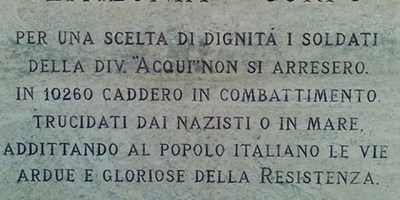 PER UNA SCELTA DI DIGNITÁ I SOLDATI
DELLA DIV. "ACQUI" NON SI ARRESERO.
IN 10260 CADDERO IN COMBATTIMENTO.
TRUCIDATI DAI NAZISTI O IN MARE,
ADDITTANDO AL POPOLO ITALIANO LE VIE
ARDUE E GLORIOSE DELLA RESISTENZA.